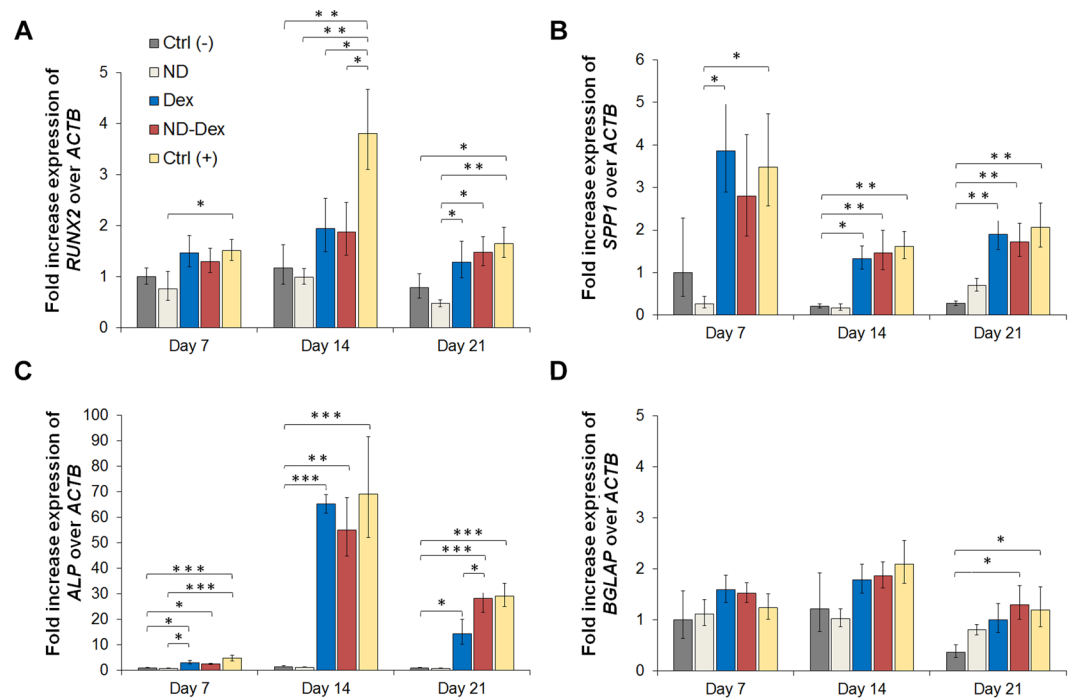 A
Ctrl (-)
ND
Dex
ND-Dex
Ctrl (+)
Fold increase expression of
RUNX2 over ACTB
5
4
3
2
1
0
* *
* *
*
*
*
*
* *
*
*
Day 7
Day 14
Day 21
B
Fold increase expression of
SPP1 over ACTB
6
5
4
3
2
1
0
*
*
* *
* *
*
* *
* *
* *
Day 7
Day 14
Day 21
C
Fold increase expression of
ALP over ACTB
100
90
80
70
60
50
40
30
20
10
0
* * *
* * *
*
*
*
* * *
* *
* * *
* * *
* * *
*
*
Day 7
Day 14
Day 21
D
Fold increase expression of
BGLAP over ACTB
5
4
3
2
1
0
*
*
Day 7
Day 14
Day 21